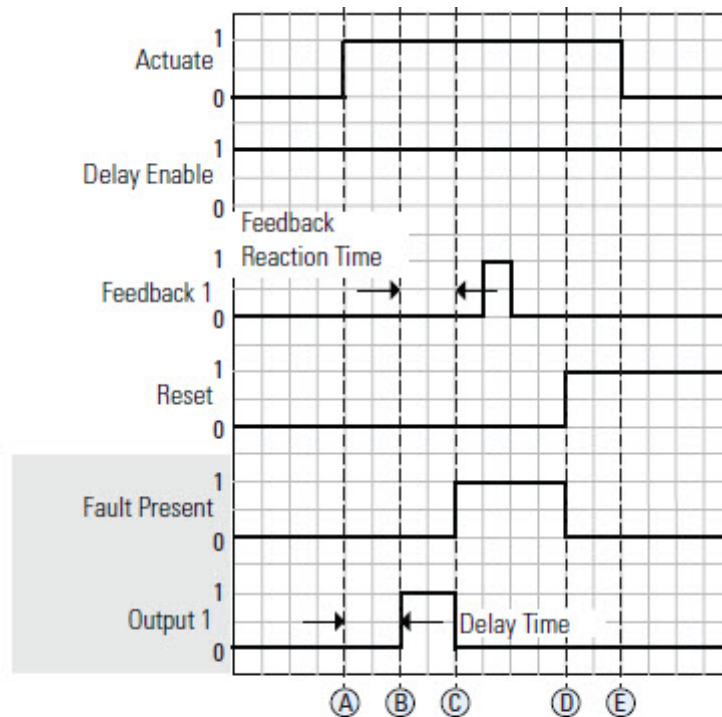 Actuate
1
0
Delay Enable
1
0
Feedback
Reaction Time
Feedback 1
1
0
Reset
1
0
Fault Present
1
0
Output 1
1
0
Delay Time
Ⓐ Ⓑ Ⓒ Ⓓ Ⓔ